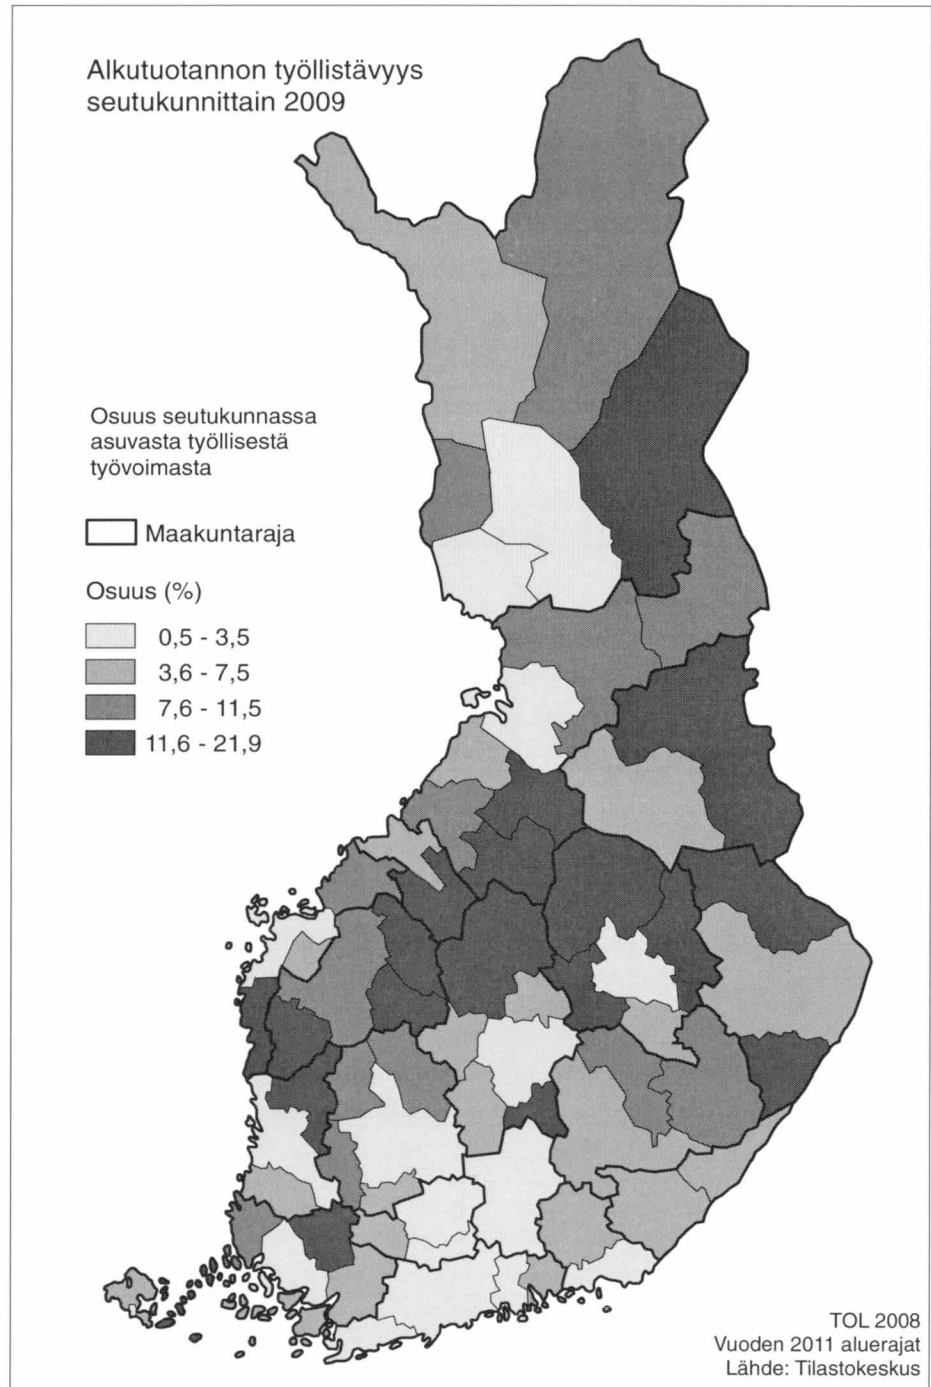 Alkutuotannon työllistävyys
seutukunnittain 2009
Osuus seutukunnassa
asuvasta työllisestä
työvoimasta
Maakuntaraja
Osuus (%)
0,5 - 3,5
3,6 - 7,5
7,6 - 11,5
11,6 - 21,9
TOL 2008
Vuoden 2011 aluerajat
Lähde: Tilastokeskus